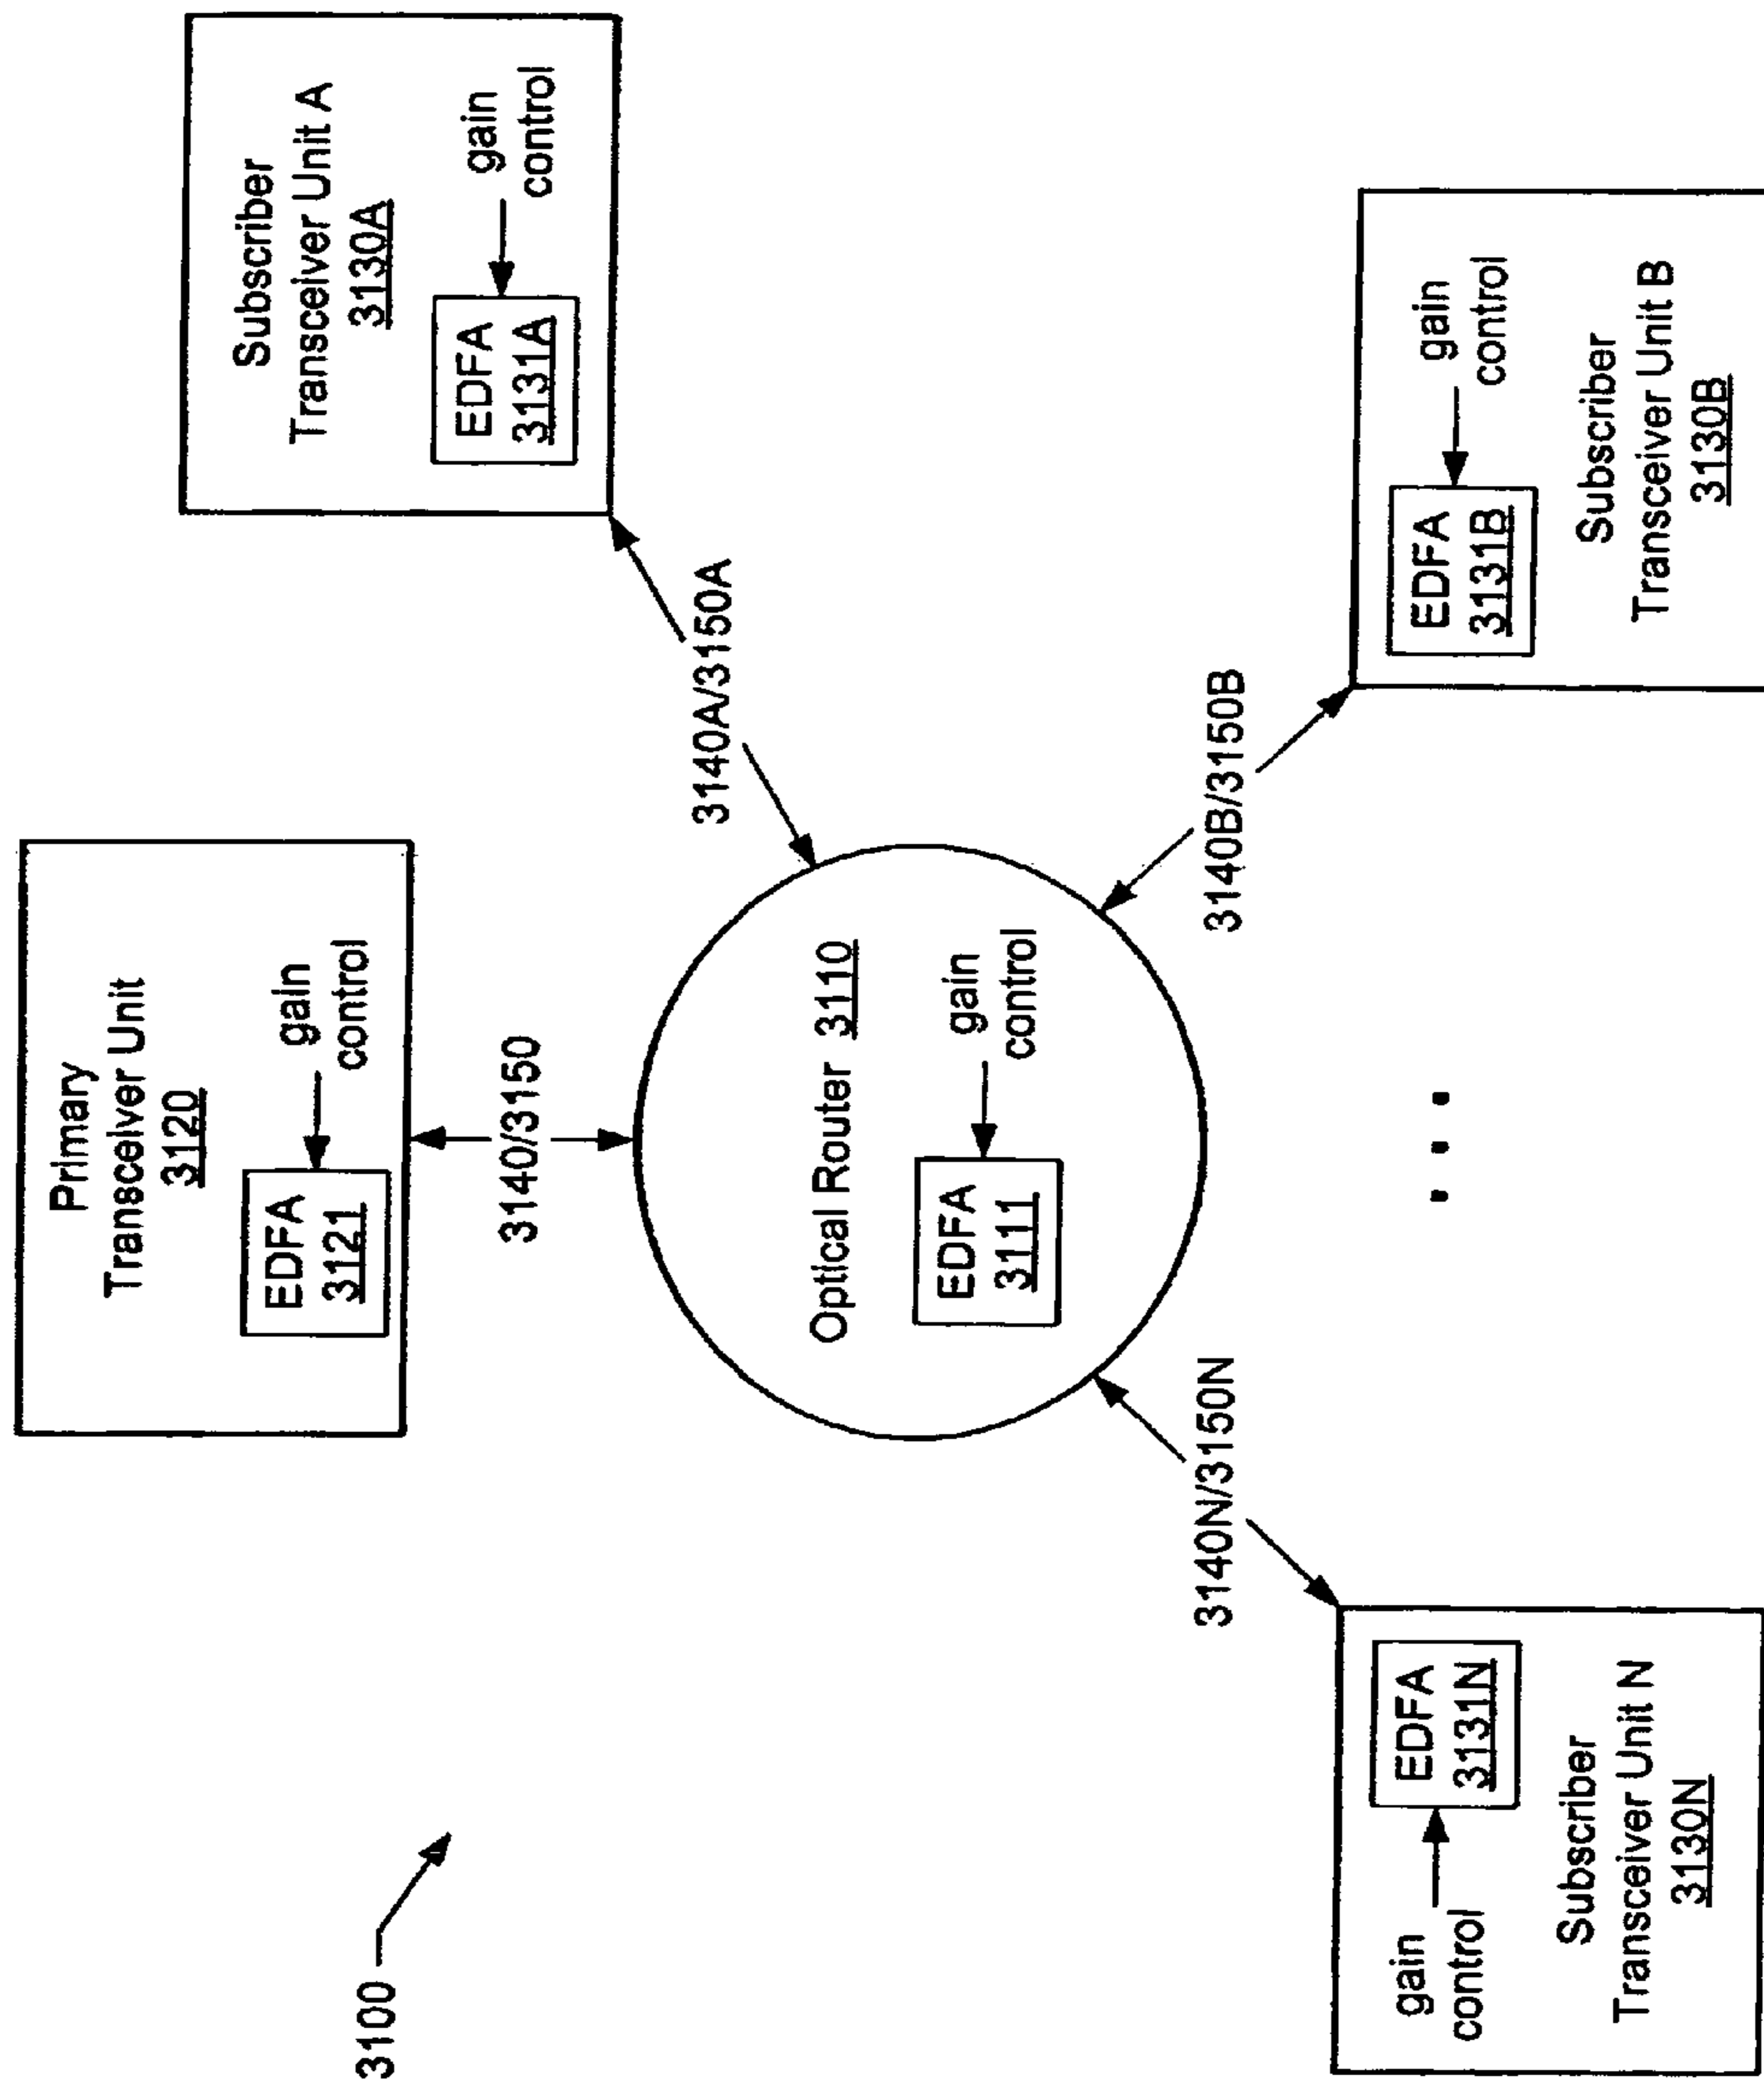 3100
Primary
Transceiver Unit
3120
EDFA
3121
gain
control
Subscriber
Transceiver Unit A
3130A
EDFA
3131A
gain
control
3140/3150
3140A/3150A
Optical Router 3110
EDFA
3111
gain
control
3140N/3150N
3140B/3150B
gain
control
EDFA
3131N
Subscriber
Transceiver Unit N
3130N
...
EDFA
3131B
gain
control
Subscriber
Transceiver Unit B
3130B